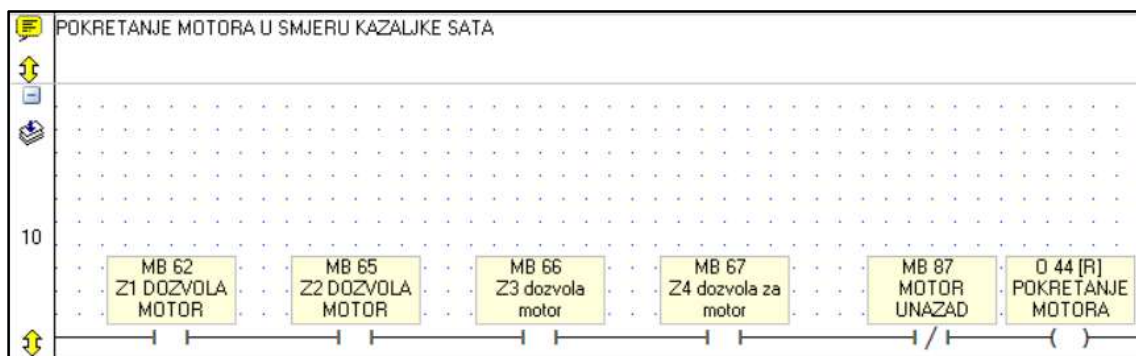 POKRETANJE MOTORA U SMJERU KAZALJKE SATA
10
MB 62
Z1 DOZVOLA
MOTOR
MB 65
Z2 DOZVOLA
MOTOR
MB 66
Z3 dozvola
motor
MB 67
Z4 dozvola za
motor
MB 87
MOTOR
UNAZAD
O 44 [R]
POKRETANJE
MOTORA